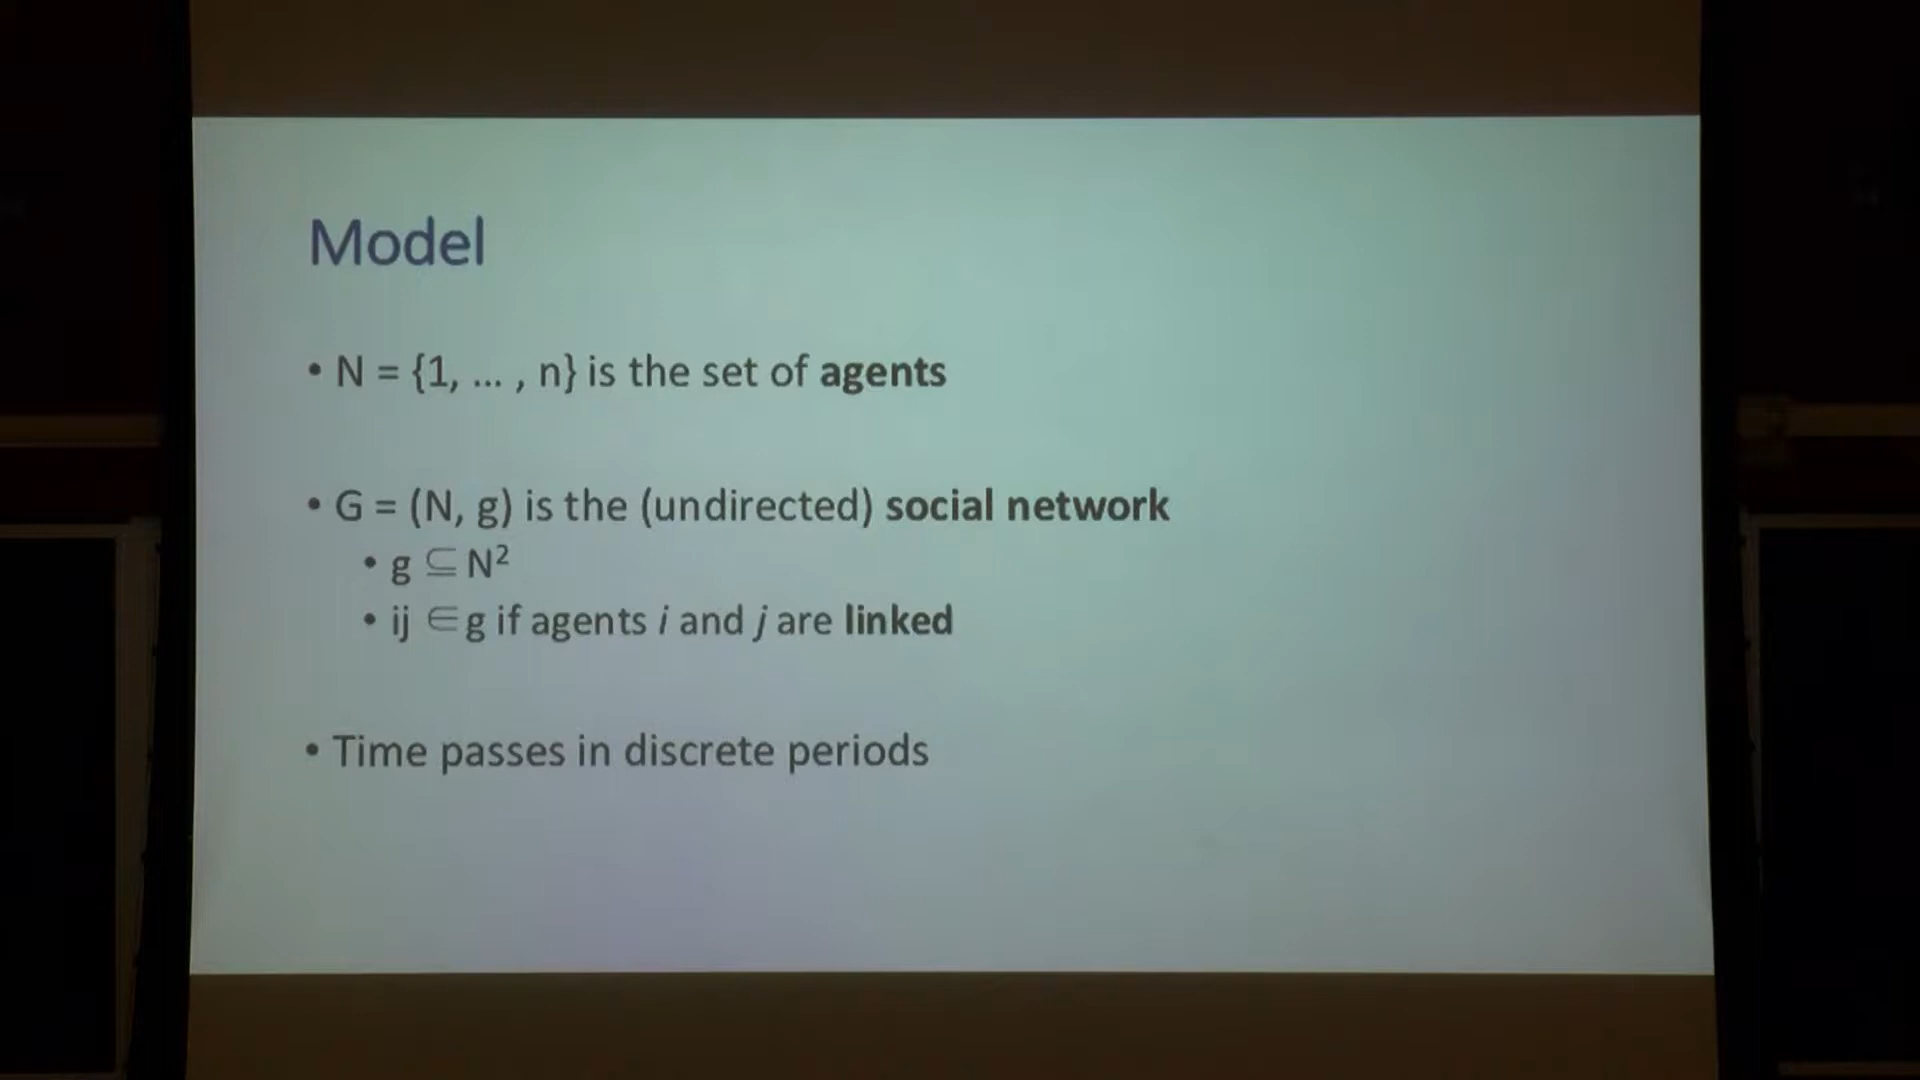 Model
• N = {1, ... , n} is the set of agents
• G = (N, g) is the (undirected) social network
• g ⊆ N²
• ij ∈ g if agents i and j are linked
• Time passes in discrete periods